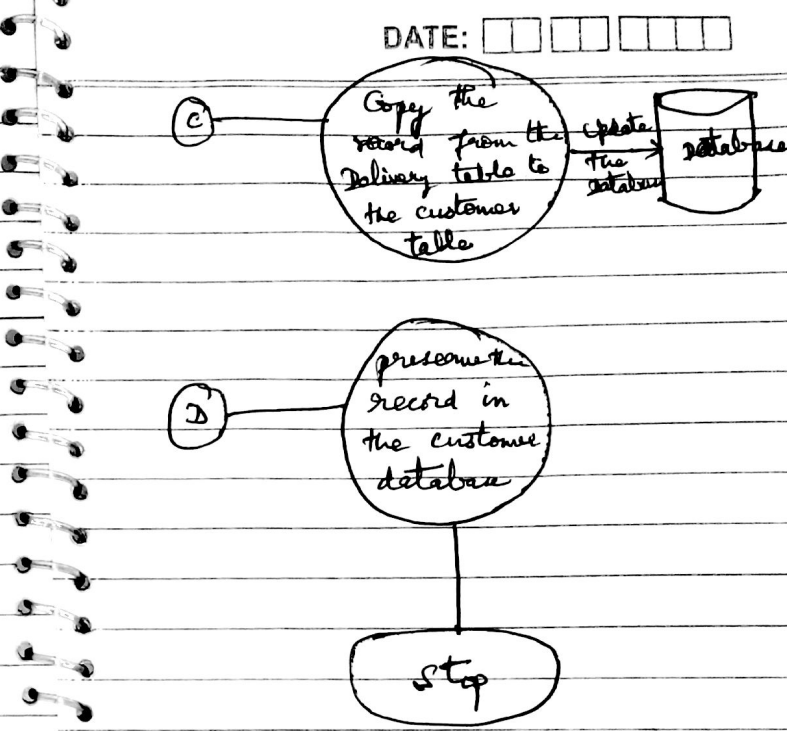 DATE:
C
Copy the
record from the
Delivery table to
the customer
table
Update
the
Database
Database
preserve the
record in
the customer
database
D
Stop